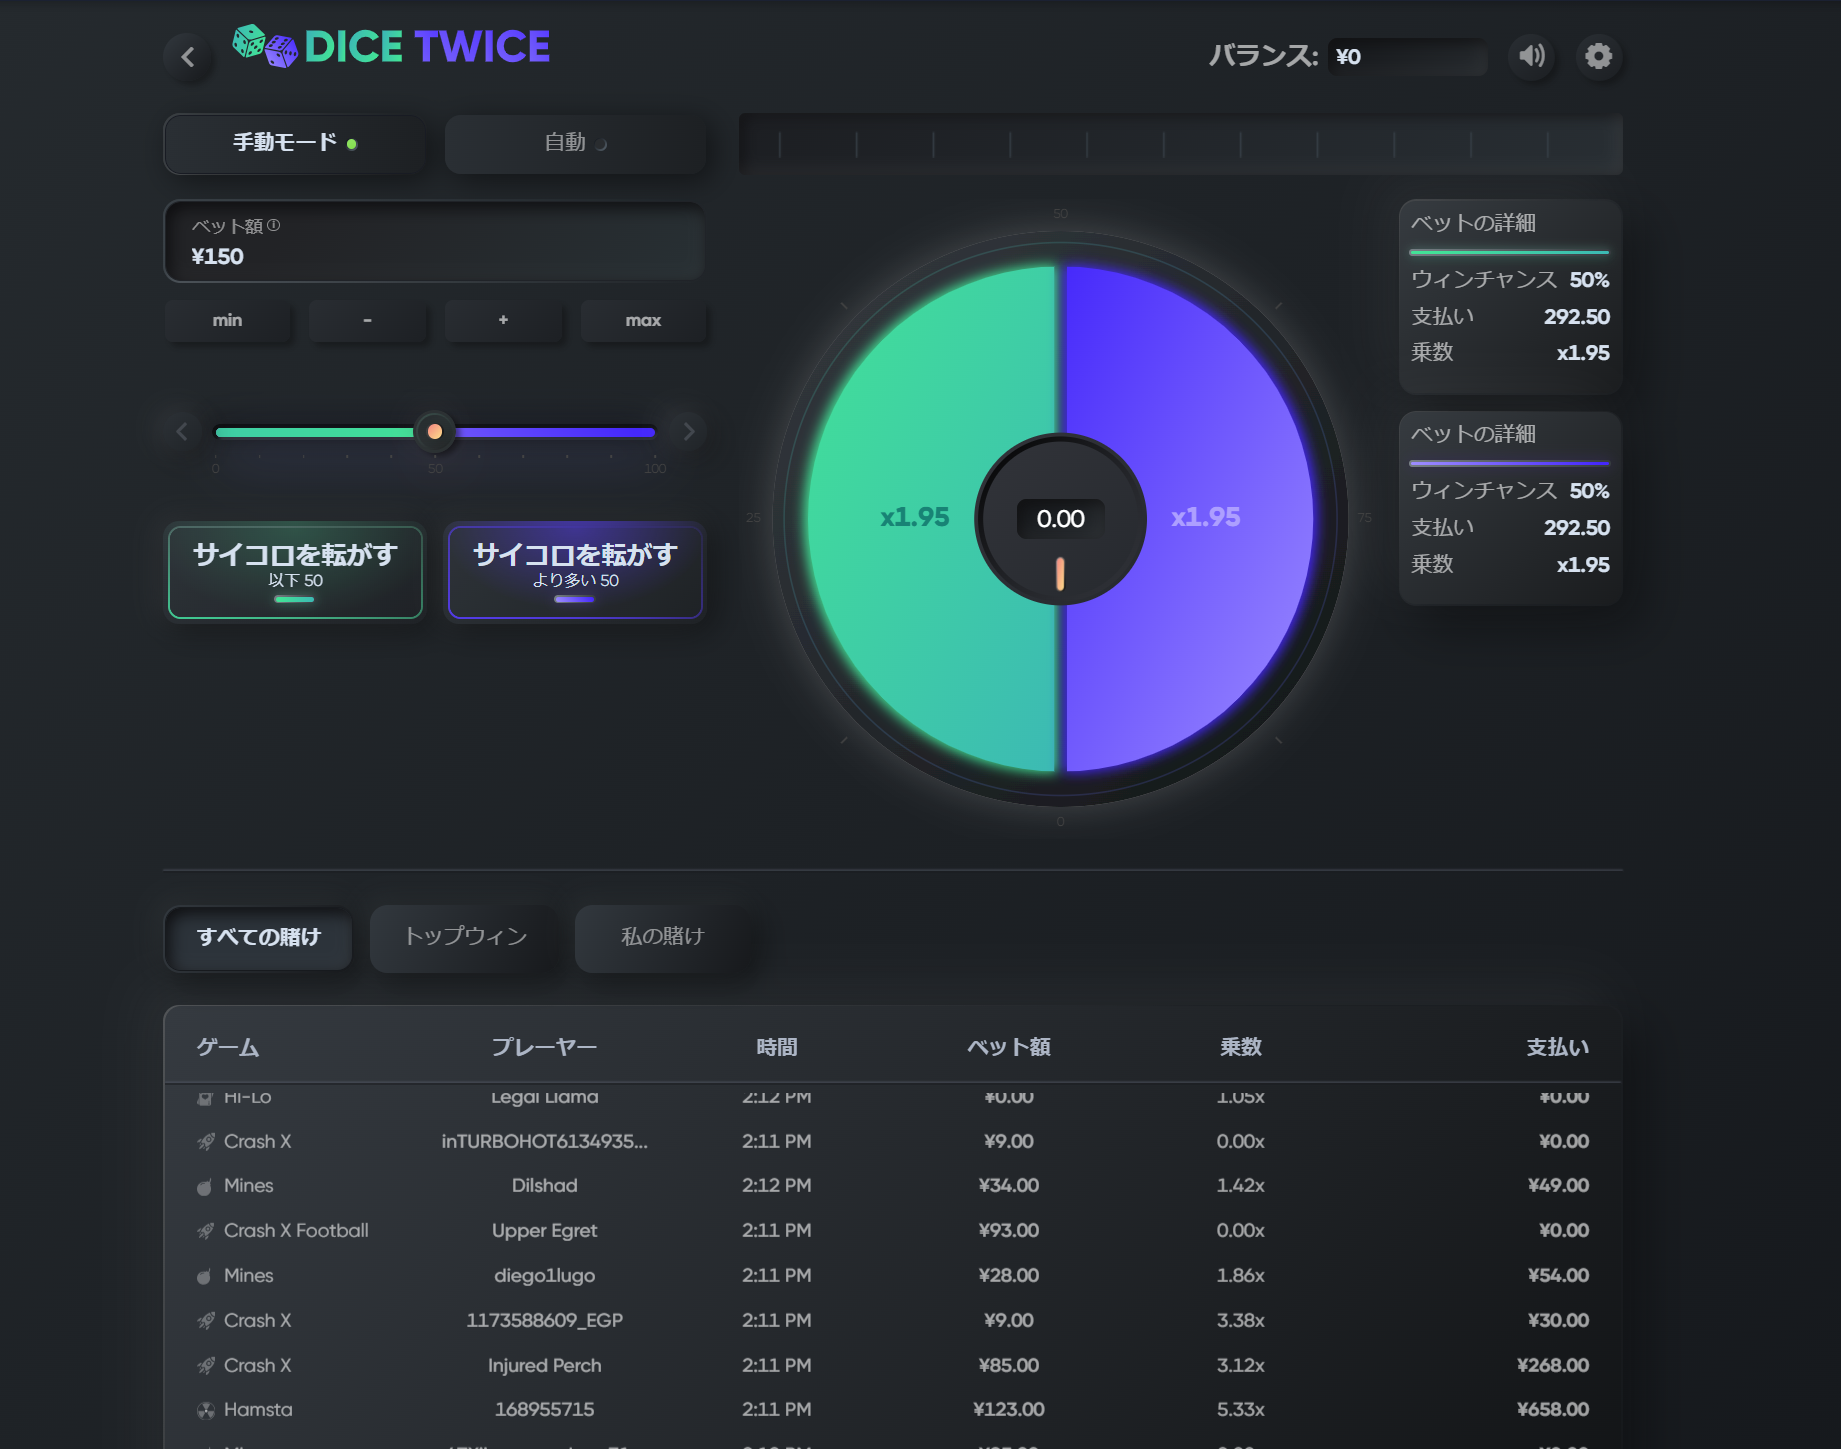 DICE TWICE
バランス: ¥0
手動モード
自動
ベット額
¥150
min
-
+
max
0
50
100
サイコロを転がす
以下 50
サイコロを転がす
より多い 50
50
25
75
0
x1.95
0.00
x1.95
ベットの詳細
ウィンチャンス 50%
支払い 292.50
乗数 x1.95
ベットの詳細
ウィンチャンス 50%
支払い 292.50
乗数 x1.95
すべての賭け
トップウィン
私の賭け
ゲーム プレーヤー 時間 ベット額 乗数 支払い
Hi-Lo Legal Llama 2:12 PM ¥0.00 1.05x ¥0.00
Crash X inTURBOHOT6134935... 2:11 PM ¥9.00 0.00x ¥0.00
Mines Dilshad 2:12 PM ¥34.00 1.42x ¥49.00
Crash X Football Upper Egret 2:11 PM ¥93.00 0.00x ¥0.00
Mines diego1lugo 2:11 PM ¥28.00 1.86x ¥54.00
Crash X 1173588609_EGP 2:11 PM ¥9.00 3.38x ¥30.00
Crash X Injured Perch 2:11 PM ¥85.00 3.12x ¥268.00
Hamsta 168955715 2:11 PM ¥123.00 5.33x ¥658.00